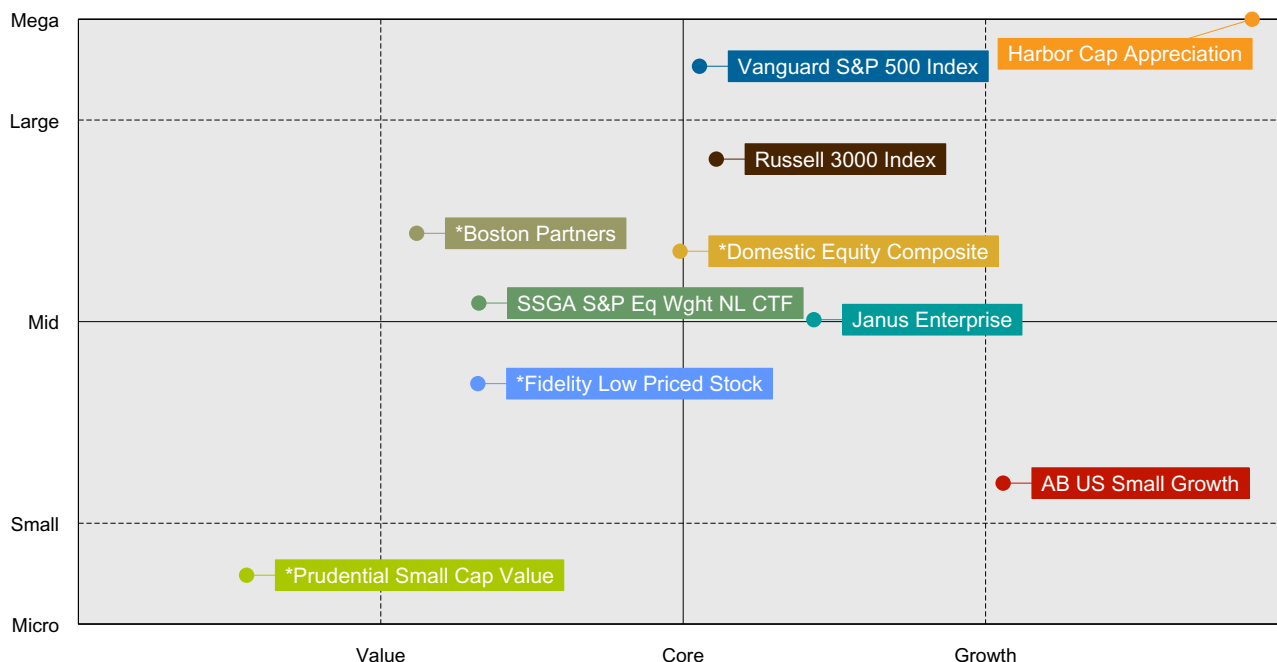 Mega
Harbor Cap Appreciation
Vanguard S&P 500 Index
Large
Russell 3000 Index
*Boston Partners
*Domestic Equity Composite
SSGA S&P Eq Wght NL CTF
Mid
Janus Enterprise
*Fidelity Low Priced Stock
AB US Small Growth
Small
*Prudential Small Cap Value
Micro
Value
Core
Growth